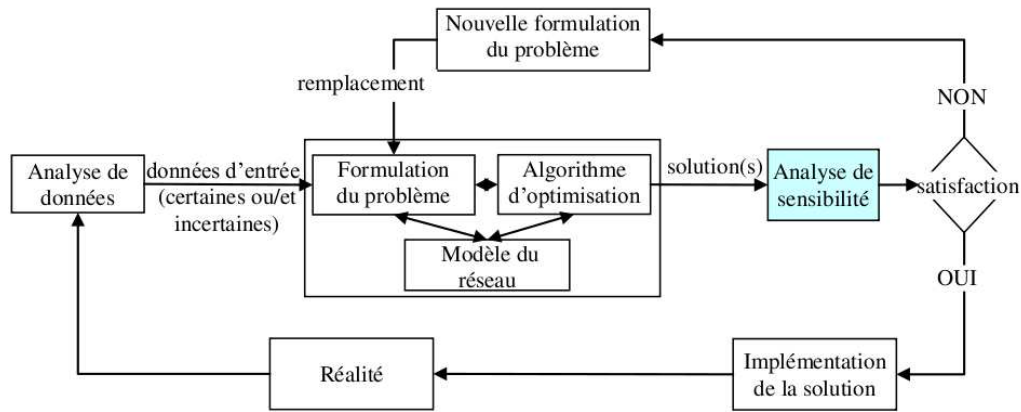 Nouvelle formulation
du problème
remplacement
NON
Analyse de
données
données d'entrée
(certaines ou/et
incertaines)
Formulation
du problème
Algorithme
d'optimisation
Modèle du
réseau
solution(s)
Analyse de
sensibilité
satisfaction
OUI
Réalité
Implémentation
de la solution